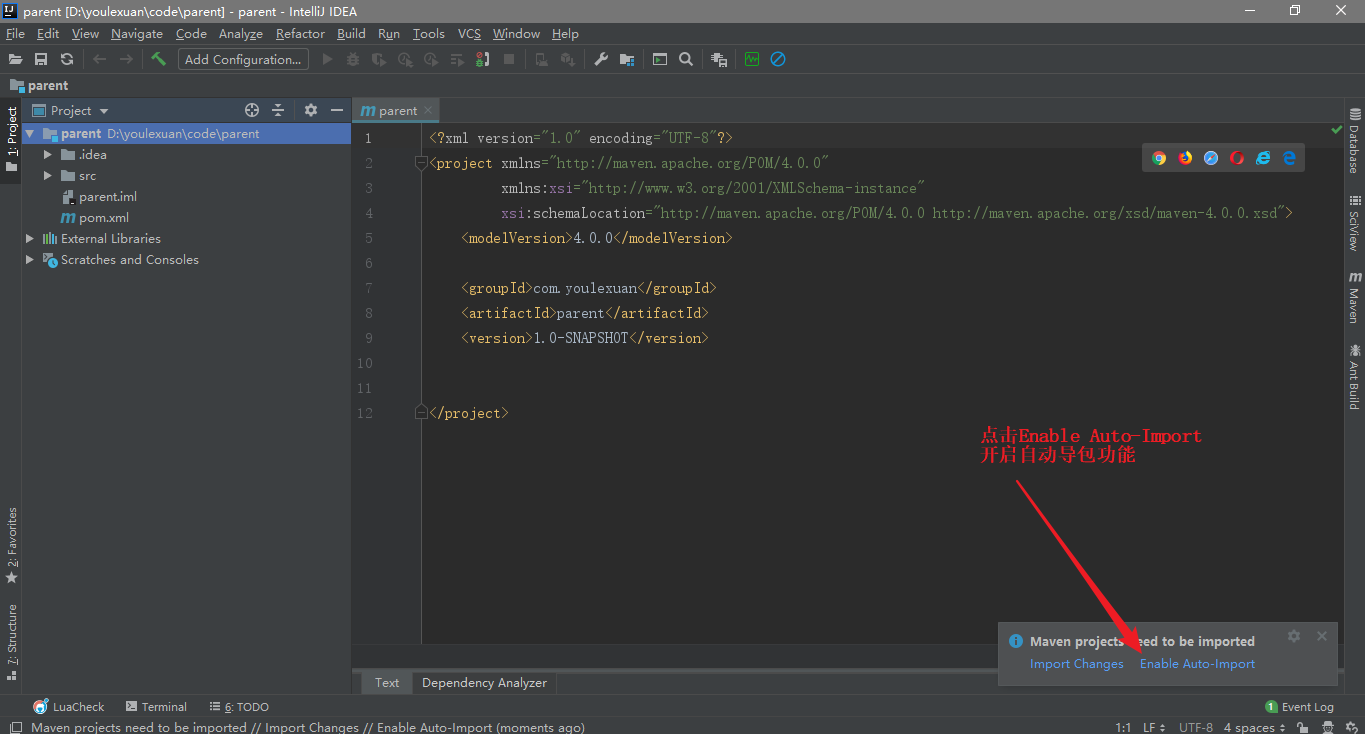 parent [D:\youlexuan\code\parent] - parent - IntelliJ IDEA
File Edit View Navigate Code Analyze Refactor Build Run Tools VCS Window Help
Add Configuration...
parent
1: Project
Project
parent
parent D:\youlexuan\code\parent
.idea
src
parent.iml
pom.xml
External Libraries
Scratches and Consoles
1 <?xml version="1.0" encoding="UTF-8"?>
2 <project xmlns="http://maven.apache.org/POM/4.0.0"
3 xmlns:xsi="http://www.w3.org/2001/XMLSchema-instance"
4 xsi:schemaLocation="http://maven.apache.org/POM/4.0.0 http://maven.apache.org/xsd/maven-4.0.0.xsd">
5 <modelVersion>4.0.0</modelVersion>
6
7 <groupId>com.youlexuan</groupId>
8 <artifactId>parent</artifactId>
9 <version>1.0-SNAPSHOT</version>
10
11
12 </project>
Database
SciView
Maven
Ant Build
点击Enable Auto-Import
开启自动导包功能
2: Favorites
7: Structure
Maven projects need to be imported
Import Changes Enable Auto-Import
Text Dependency Analyzer
LuaCheck Terminal 6: TODO
1 Event Log
Maven projects need to be imported // Import Changes // Enable Auto-Import (moments ago)
1:1 LF UTF-8 4 spaces